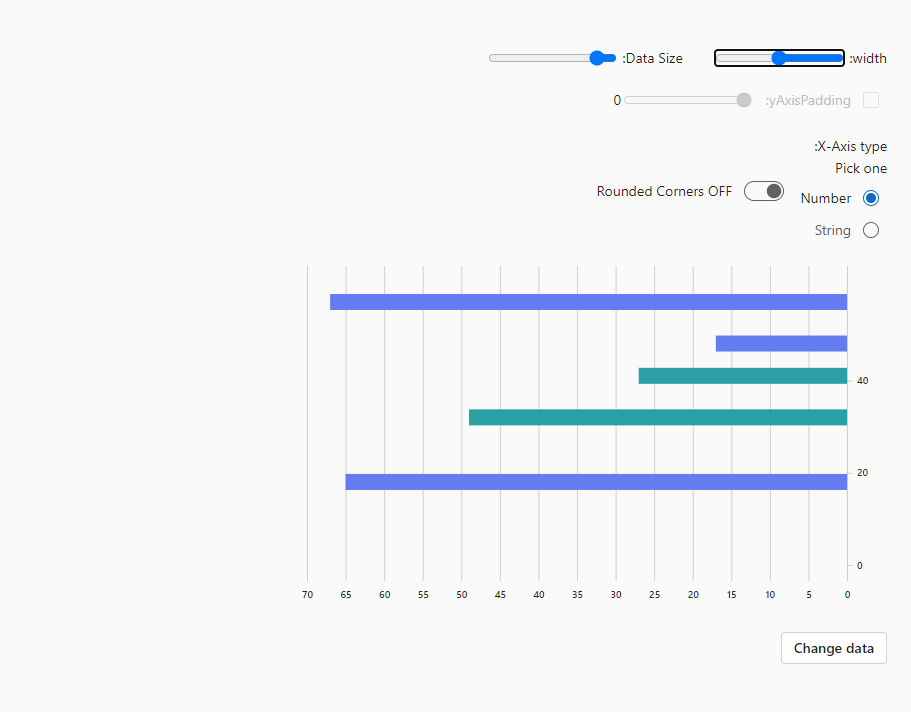 :width
:Data Size
:yAxisPadding
0
:X-Axis type
Pick one
Number
Rounded Corners OFF
String
40
20
0
70 65 60 55 50 45 40 35 30 25 20 15 10 5 0
Change data